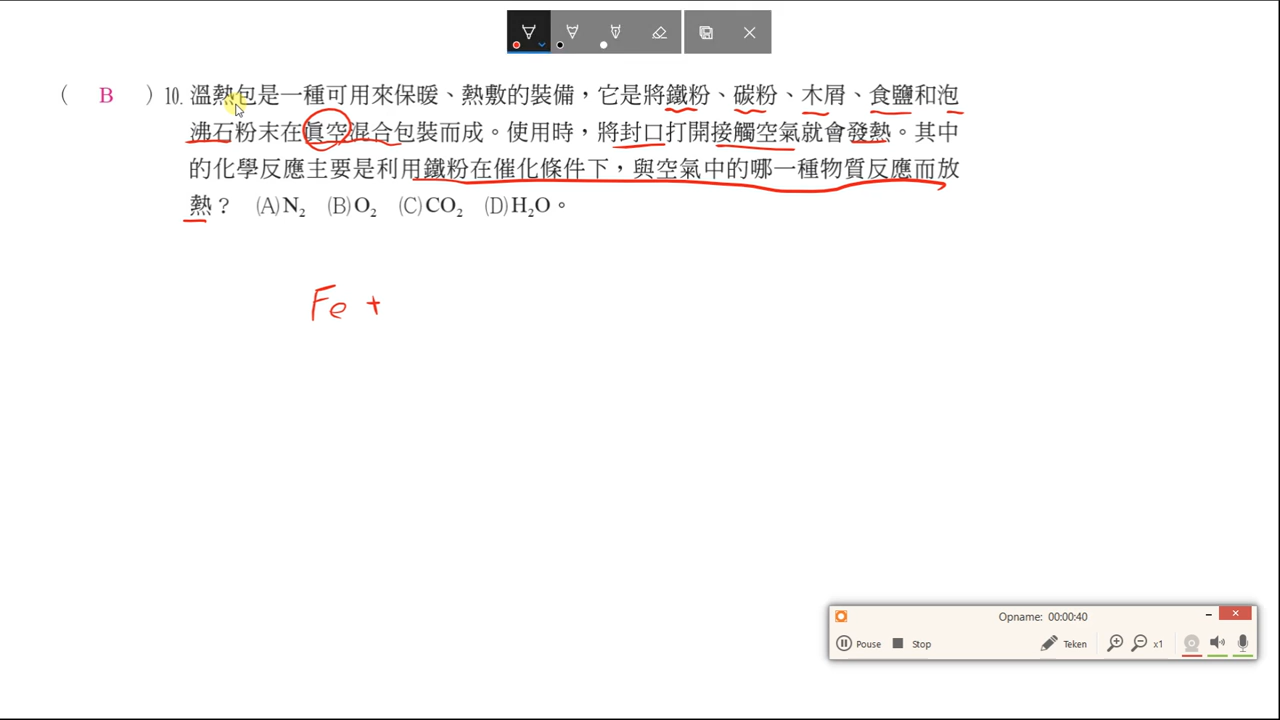 ( B ) 10. 溫熱包是一種可用來保暖、熱敷的裝備，它是將鐵粉、碳粉、木屑、食鹽和泡
沸石粉末在真空混合包裝而成。使用時，將封口打開接觸空氣就會發熱。其中
的化學反應主要是利用鐵粉在催化條件下，與空氣中的哪一種物質反應而放
熱？ (A)N₂ (B)O₂ (C)CO₂ (D)H₂O。
Fe +
Opname: 00:00:40
Pause Stop Teken x1